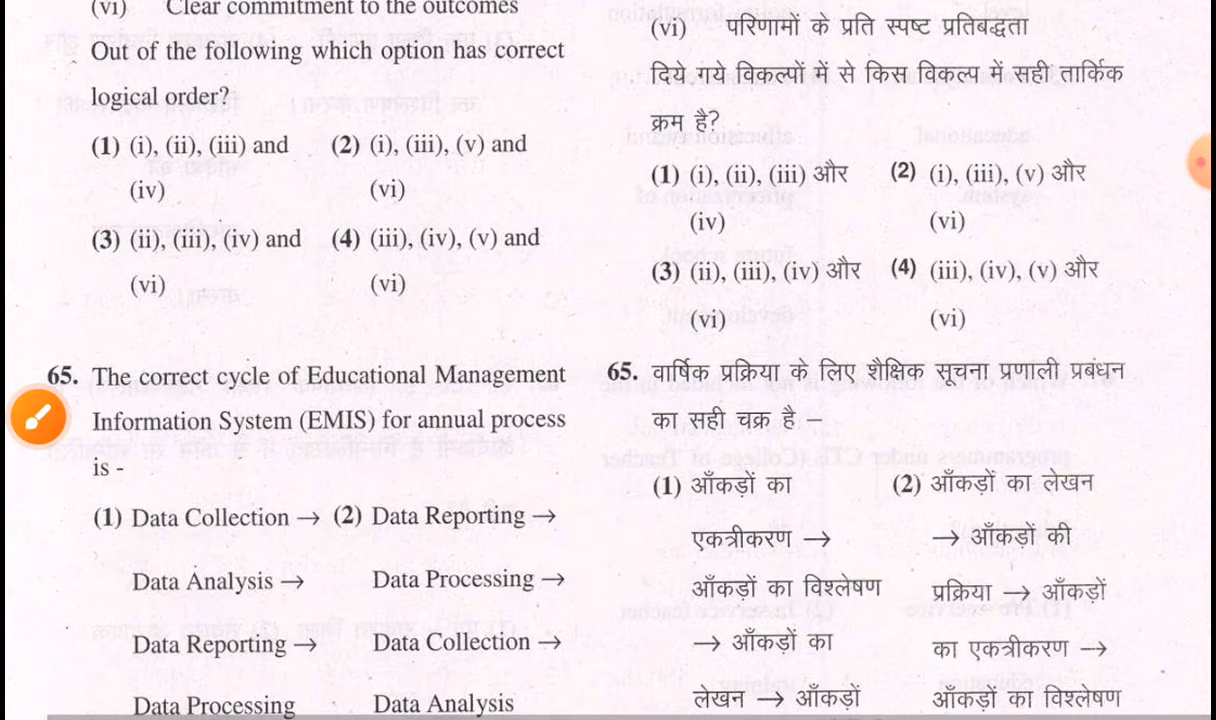 (vi) Clear commitment to the outcomes
Out of the following which option has correct
logical order?
(1) (i), (ii), (iii) and (2) (i), (iii), (v) and
(iv) (vi)
(3) (ii), (iii), (iv) and (4) (iii), (iv), (v) and
(vi) (vi)
65. The correct cycle of Educational Management
Information System (EMIS) for annual process
is -
(1) Data Collection → (2) Data Reporting →
Data Analysis → Data Processing →
Data Reporting → Data Collection →
Data Processing Data Analysis
(vi) परिणामों के प्रति स्पष्ट प्रतिबद्धता
दिये गये विकल्पों में से किस विकल्प में सही तार्किक
क्रम है?
(1) (i), (ii), (iii) और (2) (i), (iii), (v) और
(iv) (vi)
(3) (ii), (iii), (iv) और (4) (iii), (iv), (v) और
(vi) (vi)
65. वार्षिक प्रक्रिया के लिए शैक्षिक सूचना प्रणाली प्रबंधन
का सही चक्र है –
(1) आँकड़ों का (2) आँकड़ों का लेखन
एकत्रीकरण → → आँकड़ों की
आँकड़ों का विश्लेषण प्रक्रिया → आँकड़ों
→ आँकड़ों का का एकत्रीकरण →
लेखन → आँकड़ों आँकड़ों का विश्लेषण